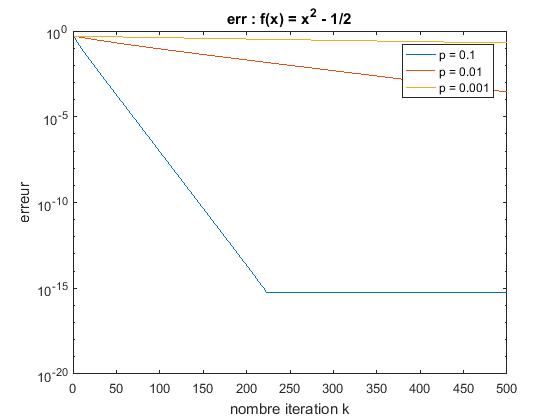 err : f(x) = x² - 1/2
10⁰
p = 0.1
p = 0.01
p = 0.001
10⁻⁵
erreur
10⁻¹⁰
10⁻¹⁵
10⁻²⁰
0 50 100 150 200 250 300 350 400 450 500
nombre iteration k